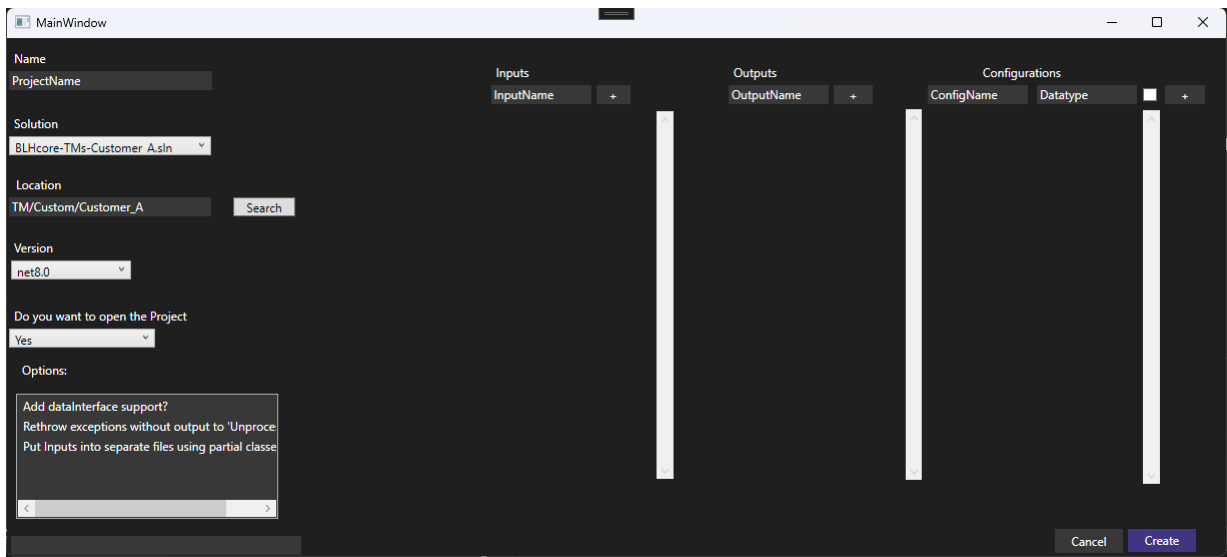 MainWindow
Name
ProjectName
Solution
BLHcore-TMs-Customer_A.sln
Location
TM/Custom/Customer_A
Search
Version
net8.0
Do you want to open the Project
Yes
Options:
Add dataInterface support?
Rethrow exceptions without output to 'Unproce
Put Inputs into separate files using partial classe
Inputs
InputName +
Outputs
OutputName +
Configurations
ConfigName Datatype +
Cancel Create